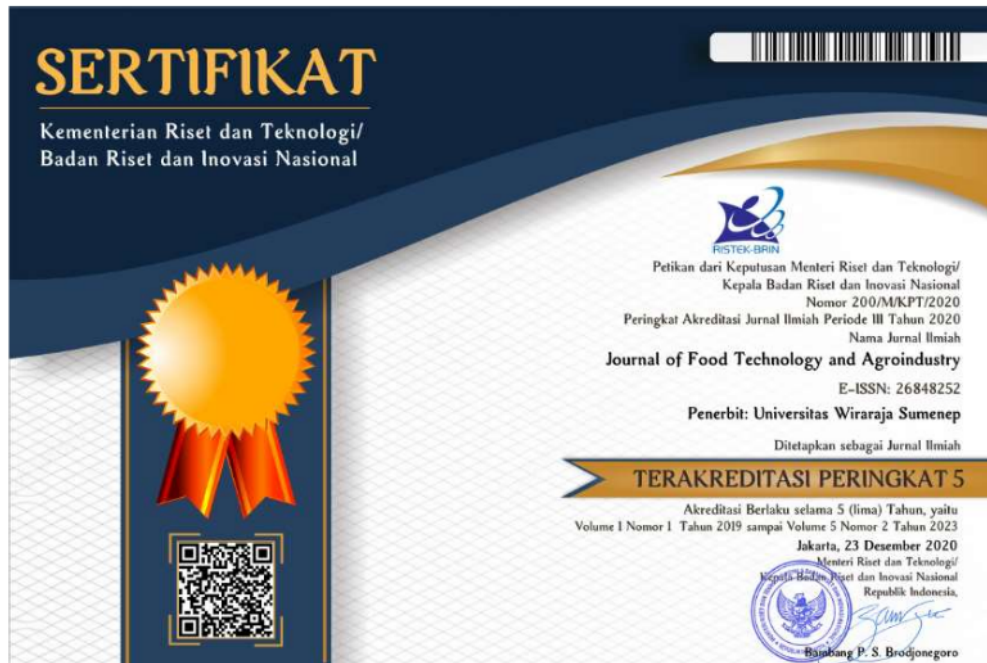 SERTIFIKAT
Kementerian Riset dan Teknologi/
Badan Riset dan Inovasi Nasional
RISTEK-BRIN
Petikan dari Keputusan Menteri Riset dan Teknologi/
Kepala Badan Riset dan Inovasi Nasional
Nomor 200/M/KPT/2020
Peringkat Akreditasi Jurnal Ilmiah Periode III Tahun 2020
Nama Jurnal Ilmiah
Journal of Food Technology and Agroindustry
E-ISSN: 26848252
Penerbit: Universitas Wiraraja Sumenep
Ditetapkan sebagai Jurnal Ilmiah
TERAKREDITASI PERINGKAT 5
Akreditasi Berlaku selama 5 (lima) Tahun, yaitu
Volume 1 Nomor 1 Tahun 2019 sampai Volume 5 Nomor 2 Tahun 2023
Jakarta, 23 Desember 2020
Menteri Riset dan Teknologi/
Kepala Badan Riset dan Inovasi Nasional
Republik Indonesia,
Bambang P. S. Brodjonegoro